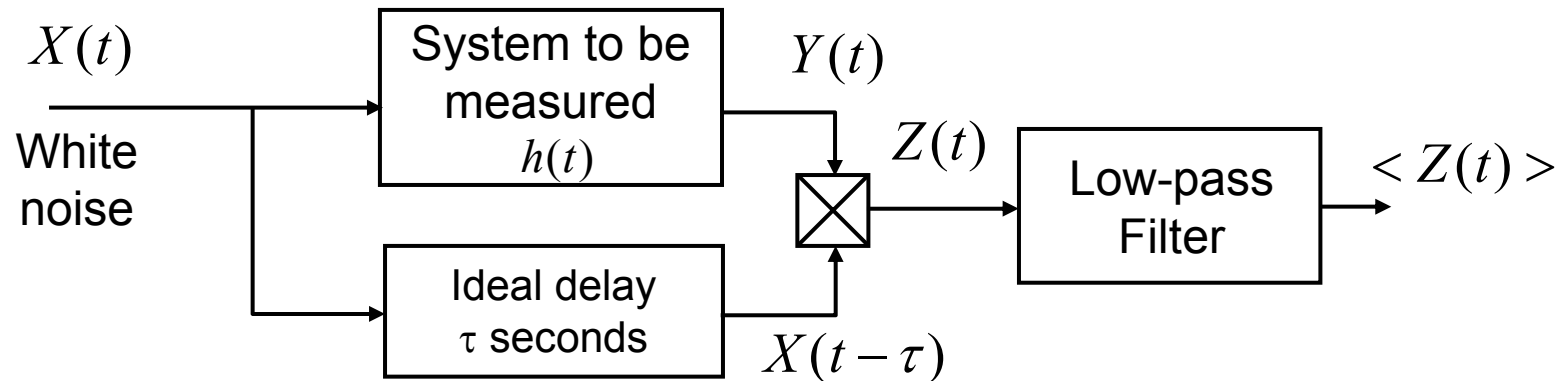 X(t)
White
noise
System to be
measured
h(t)
Y(t)
Ideal delay
τ seconds
X(t − τ)
Z(t)
Low-pass
Filter
< Z(t) >